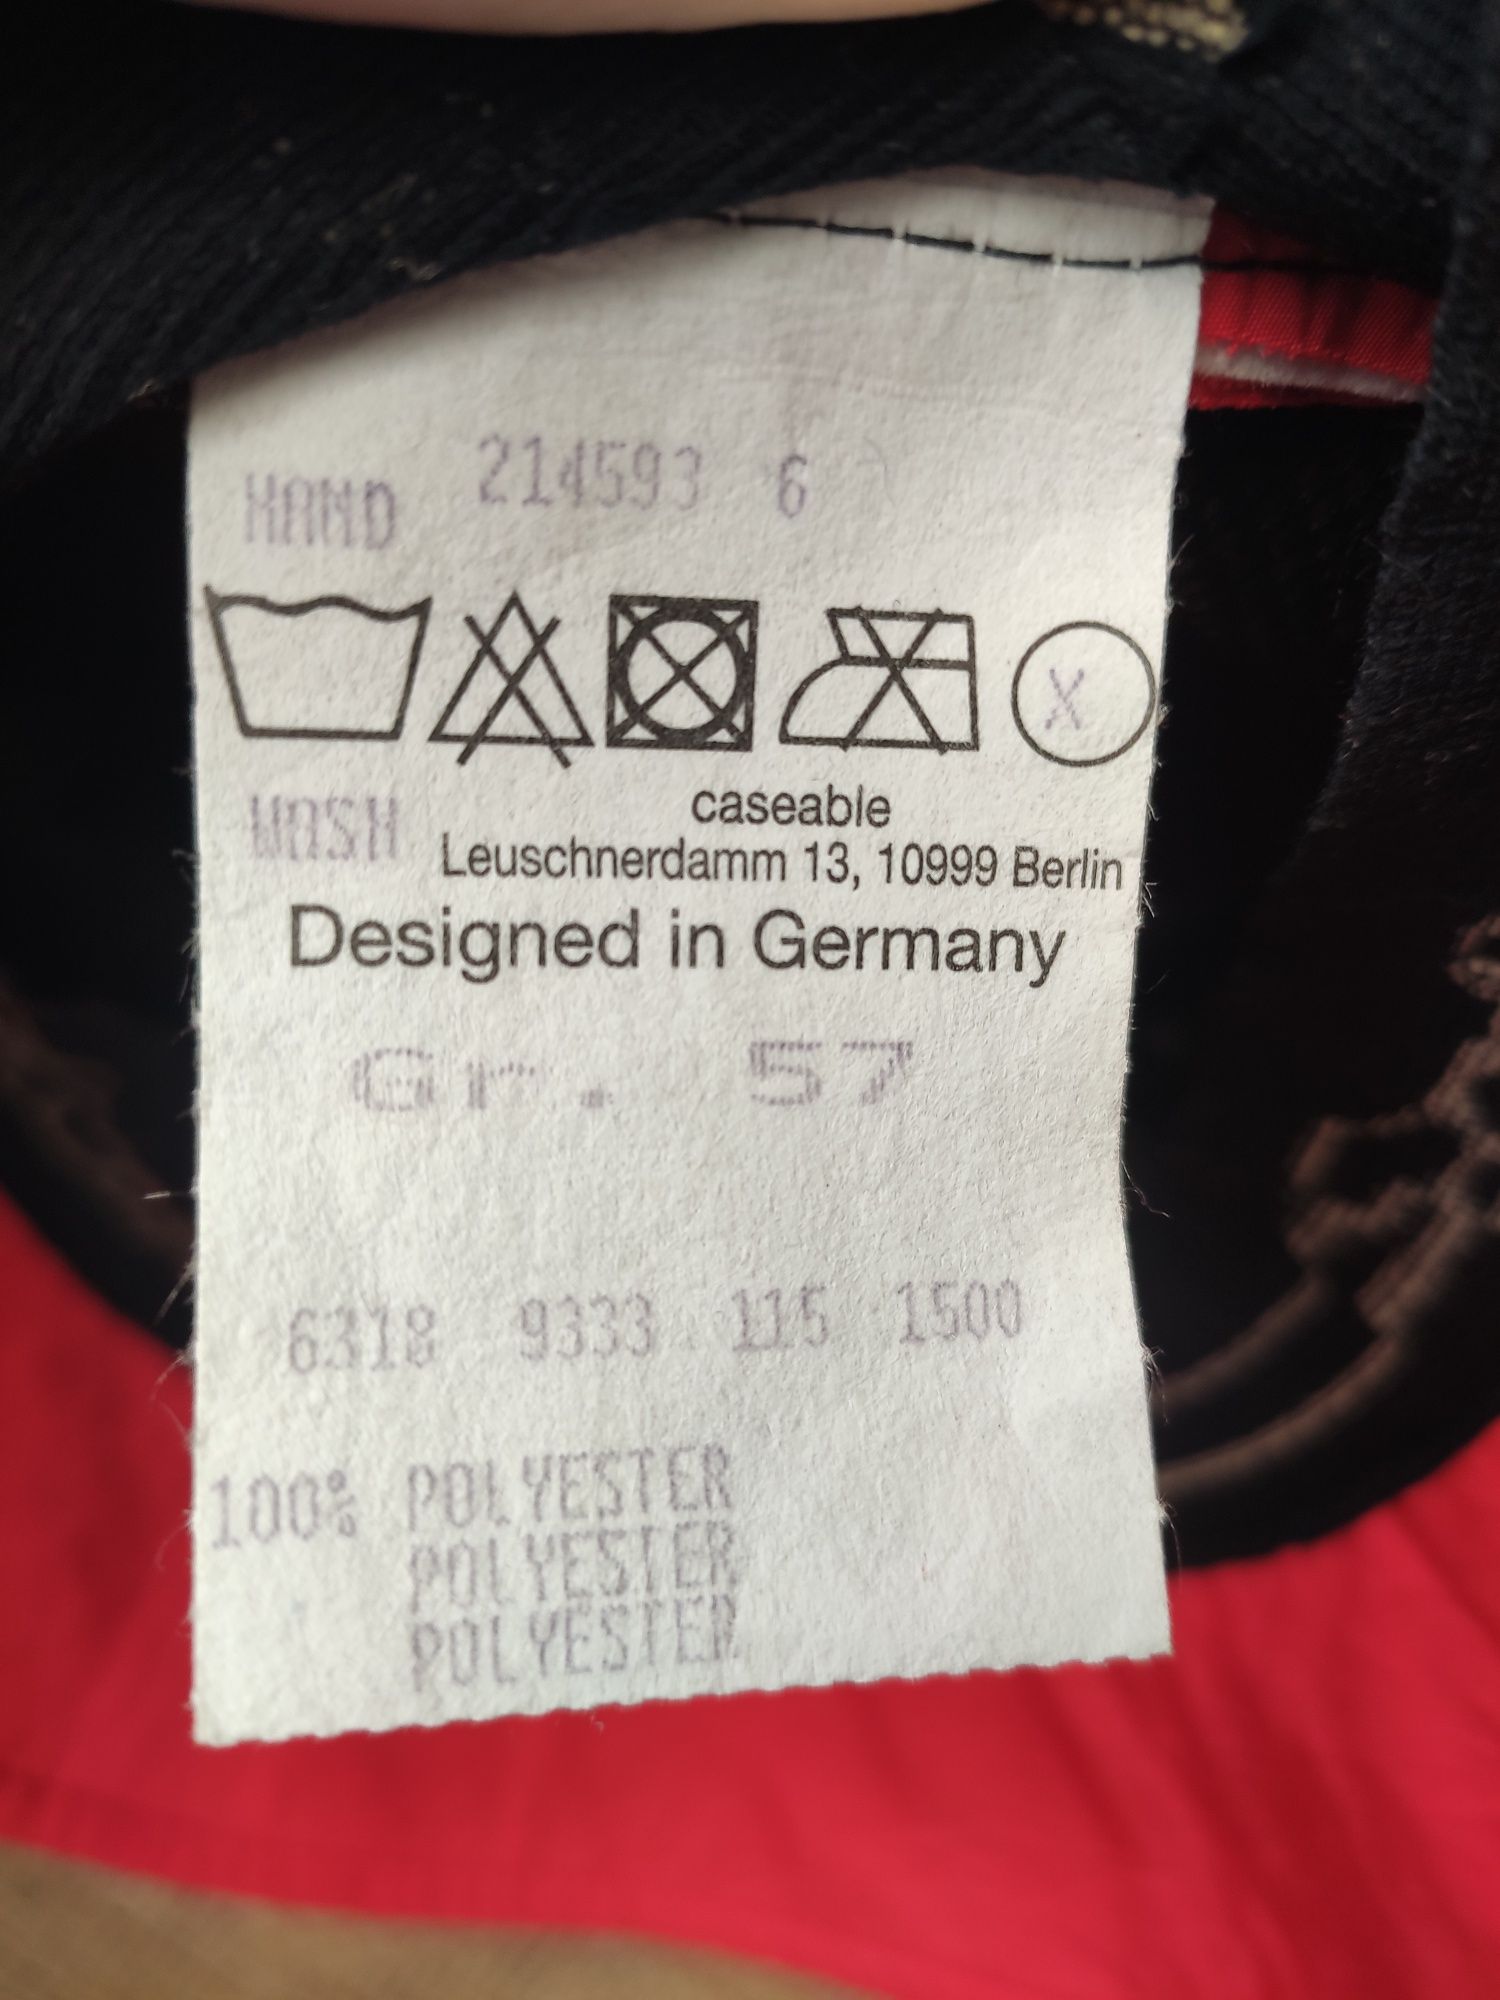 HAND 214593 6
X
WASH
caseable
Leuschnerdamm 13, 10999 Berlin
Designed in Germany
Gr. 57
6318 9333 115 1500
100% POLYESTER
POLYESTER
POLYESTER